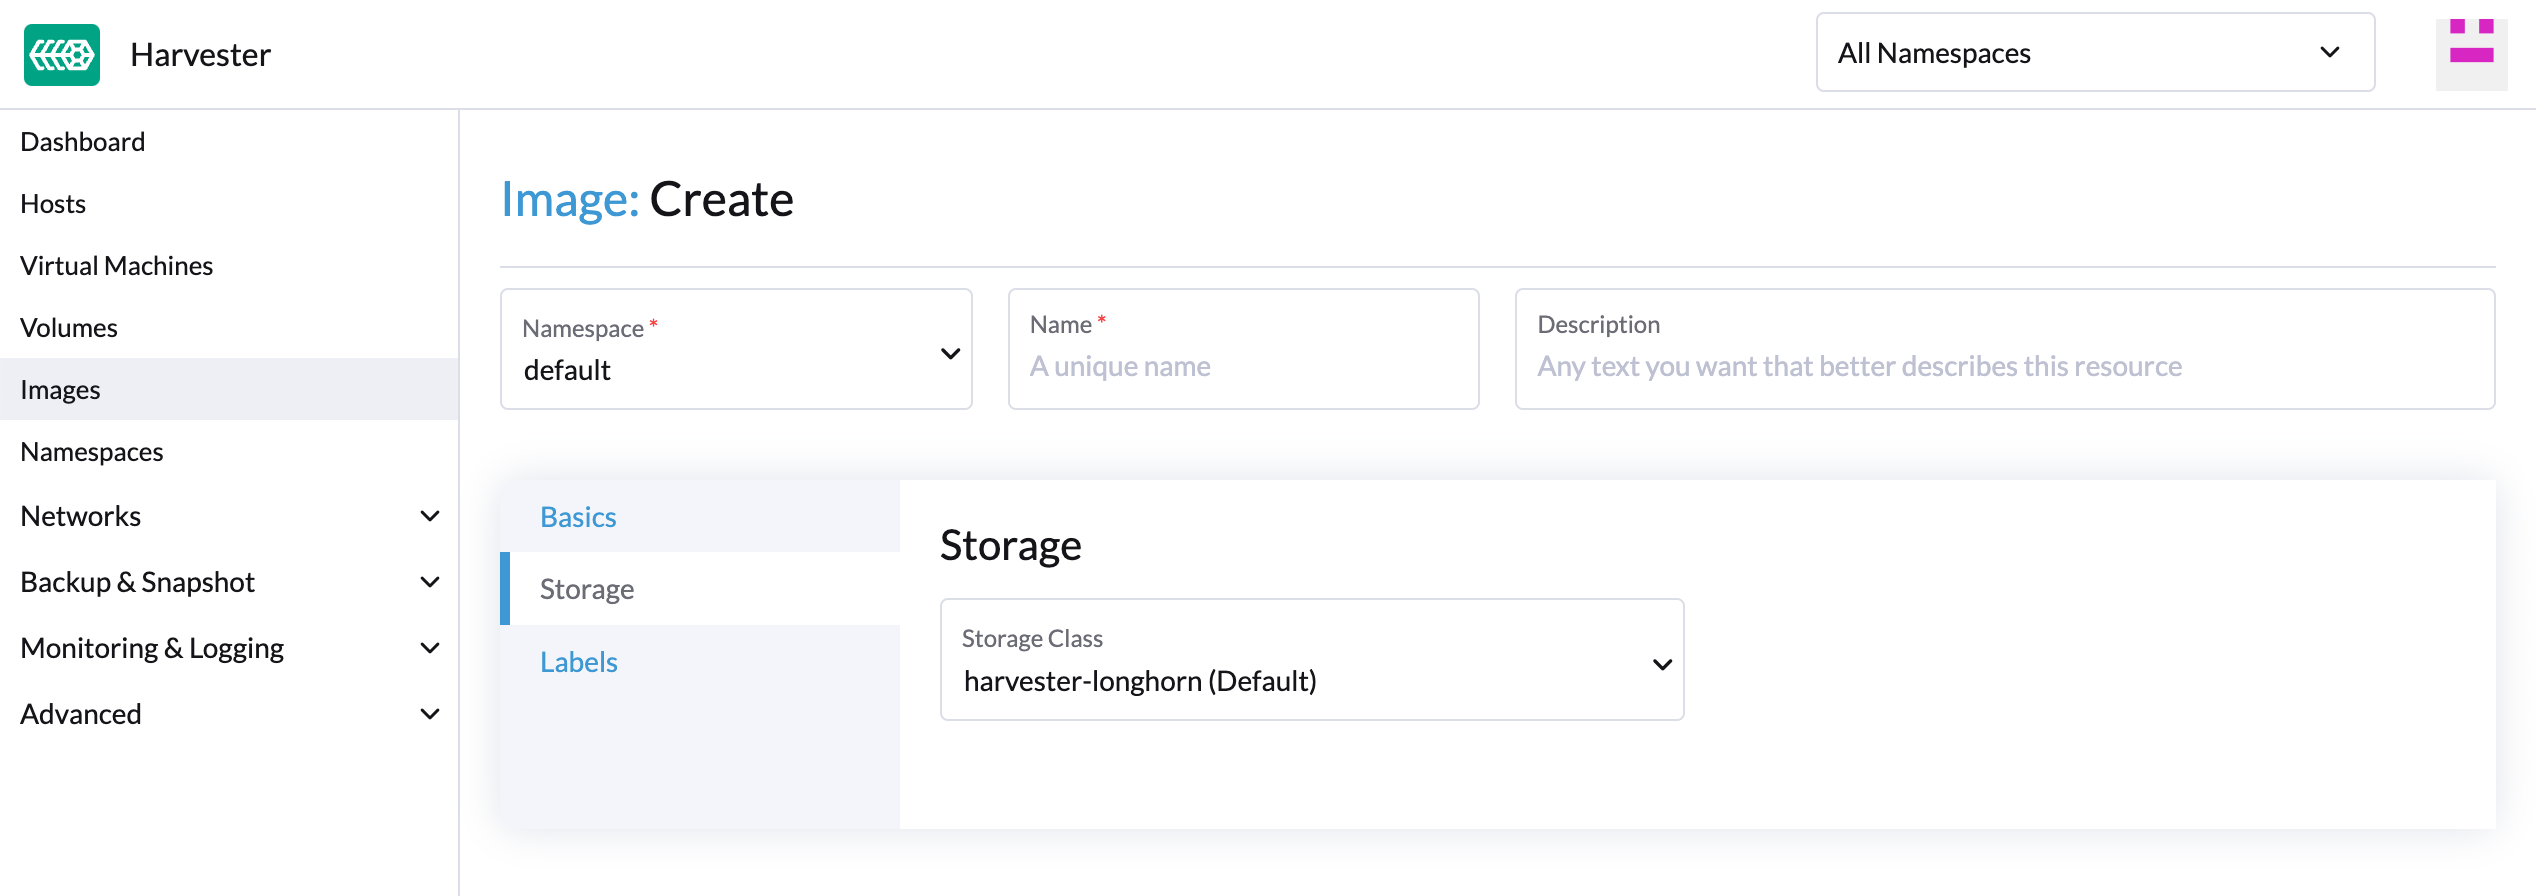 Harvester
All Namespaces
Dashboard
Hosts
Virtual Machines
Volumes
Images
Namespaces
Networks
Backup & Snapshot
Monitoring & Logging
Advanced
Image: Create
Namespace *
default
Name *
A unique name
Description
Any text you want that better describes this resource
Basics
Storage
Labels
Storage
Storage Class
harvester-longhorn (Default)